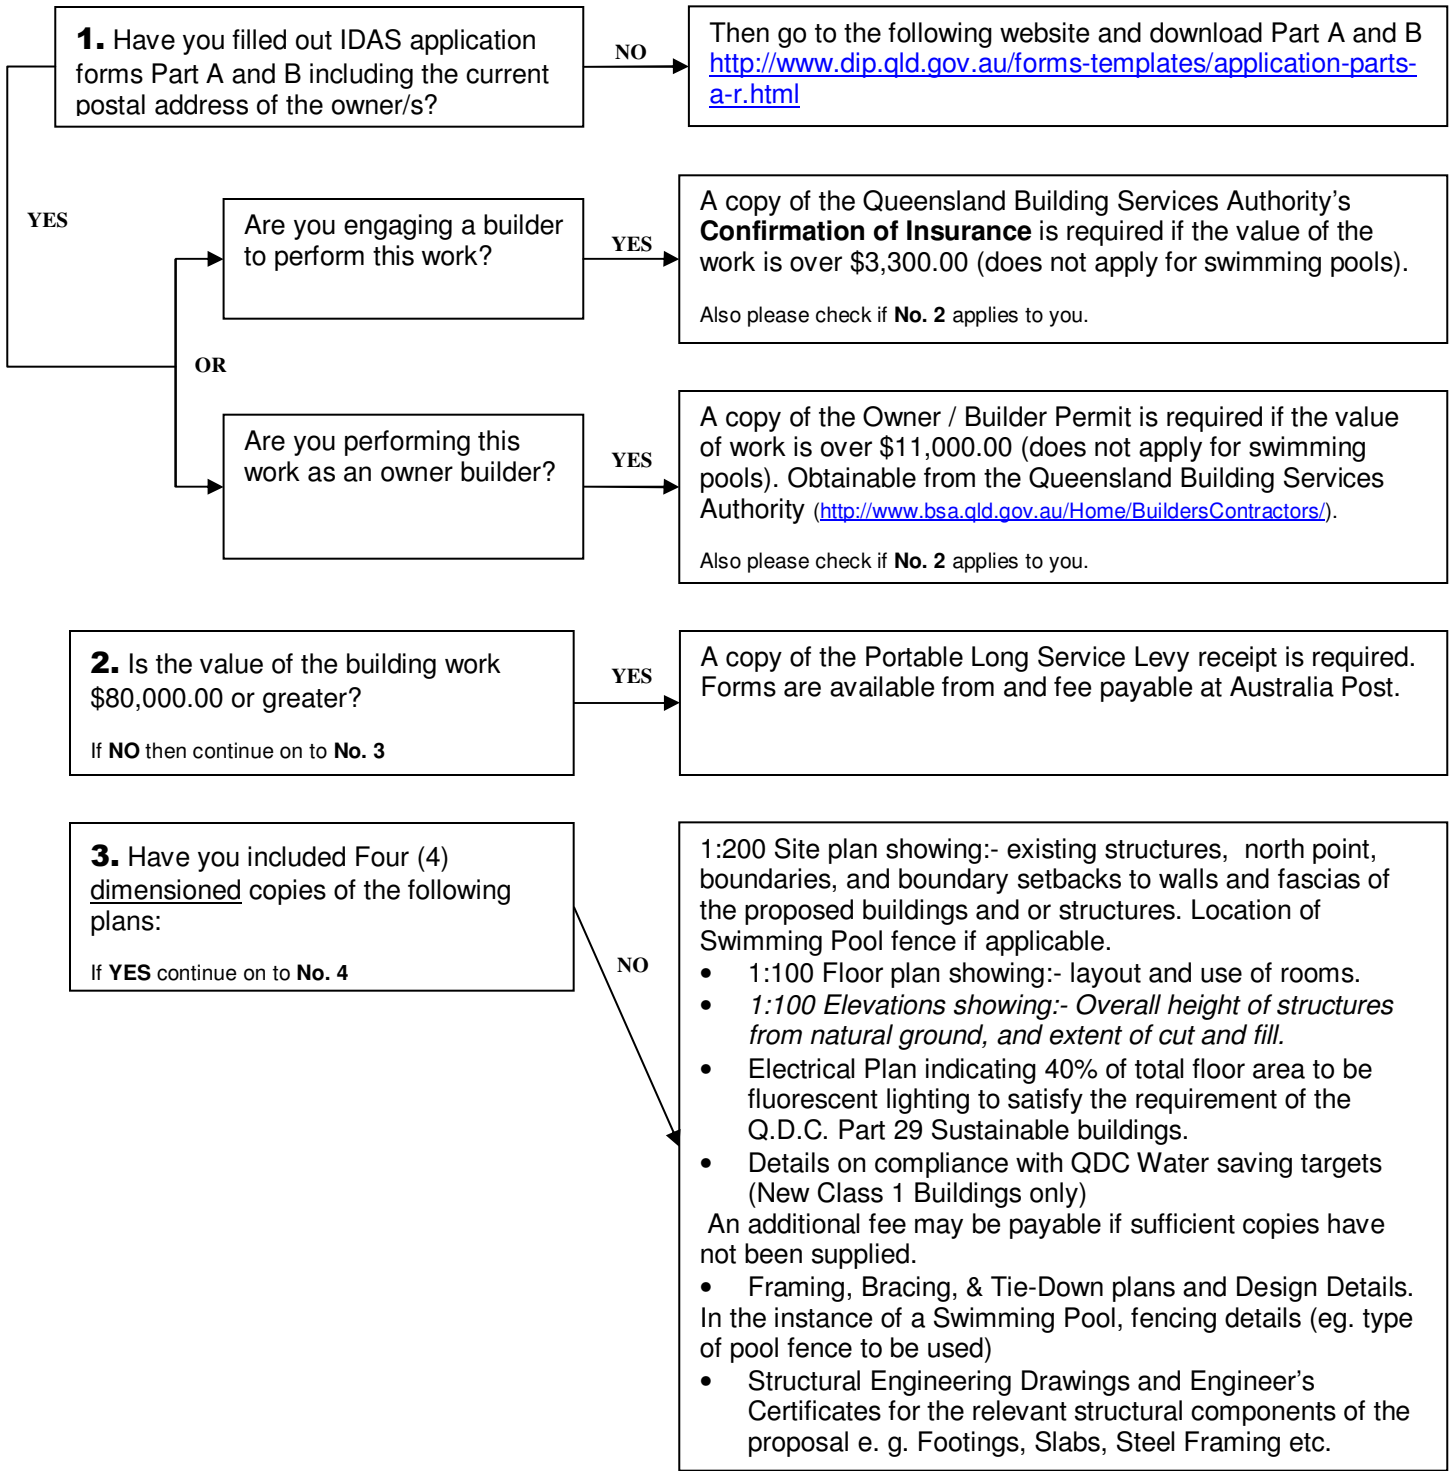 1. Have you filled out IDAS application
forms Part A and B including the current
postal address of the owner/s?
NO
Then go to the following website and download Part A and B
http://www.dip.qld.gov.au/forms-templates/application-parts-
a-r.html
YES
Are you engaging a builder
to perform this work?
YES
A copy of the Queensland Building Services Authority's
Confirmation of Insurance is required if the value of the
work is over $3,300.00 (does not apply for swimming pools).
Also please check if No. 2 applies to you.
OR
Are you performing this
work as an owner builder?
YES
A copy of the Owner / Builder Permit is required if the value
of work is over $11,000.00 (does not apply for swimming
pools). Obtainable from the Queensland Building Services
Authority (http://www.bsa.qld.gov.au/Home/BuildersContractors/).
Also please check if No. 2 applies to you.
2. Is the value of the building work
$80,000.00 or greater?
If NO then continue on to No. 3
YES
A copy of the Portable Long Service Levy receipt is required.
Forms are available from and fee payable at Australia Post.
3. Have you included Four (4)
dimensioned copies of the following
plans:
If YES continue on to No. 4
NO
1:200 Site plan showing:- existing structures, north point,
boundaries, and boundary setbacks to walls and fascias of
the proposed buildings and or structures. Location of
Swimming Pool fence if applicable.
• 1:100 Floor plan showing:- layout and use of rooms.
• 1:100 Elevations showing:- Overall height of structures
from natural ground, and extent of cut and fill.
• Electrical Plan indicating 40% of total floor area to be
fluorescent lighting to satisfy the requirement of the
Q.D.C. Part 29 Sustainable buildings.
• Details on compliance with QDC Water saving targets
(New Class 1 Buildings only)
An additional fee may be payable if sufficient copies have
not been supplied.
• Framing, Bracing, & Tie-Down plans and Design Details.
In the instance of a Swimming Pool, fencing details (eg. type
of pool fence to be used)
• Structural Engineering Drawings and Engineer's
Certificates for the relevant structural components of the
proposal e. g. Footings, Slabs, Steel Framing etc.